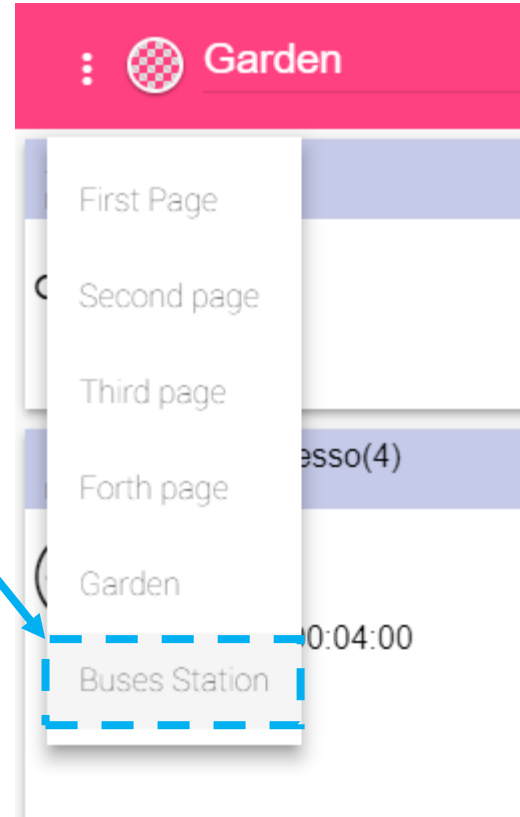 Garden
First Page
Second page
Third page
esso(4)
Forth page
Garden
0:04:00
Buses Station